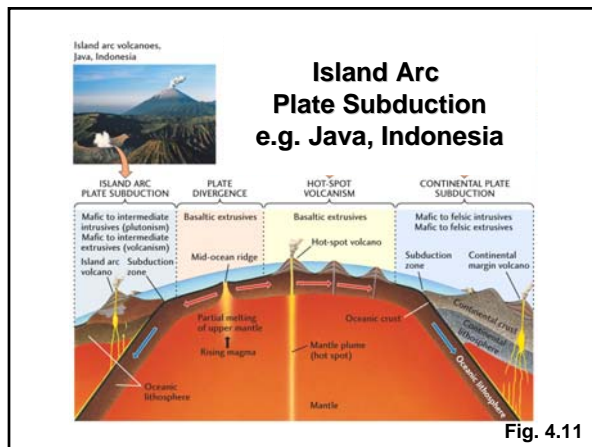 Island arc volcanoes,
Java, Indonesia
Island Arc
Plate Subduction
e.g. Java, Indonesia
ISLAND ARC
PLATE SUBDUCTION
PLATE
DIVERGENCE
HOT-SPOT
VOLCANISM
CONTINENTAL PLATE
SUBDUCTION
Mafic to intermediate
intrusives (plutonism)
Mafic to intermediate
extrusives (volcanism)
Basaltic extrusives
Basaltic extrusives
Mafic to felsic intrusives
Mafic to felsic extrusives
Island arc
volcano
Subduction
zone
Mid-ocean ridge
Hot-spot volcano
Subduction
zone
Continental
margin volcano
Partial melting
of upper mantle
Rising magma
Oceanic crust
Continental crust
Continental
lithosphere
Mantle plume
(hot spot)
Oceanic
lithosphere
Mantle
Oceanic lithosphere
Fig. 4.11